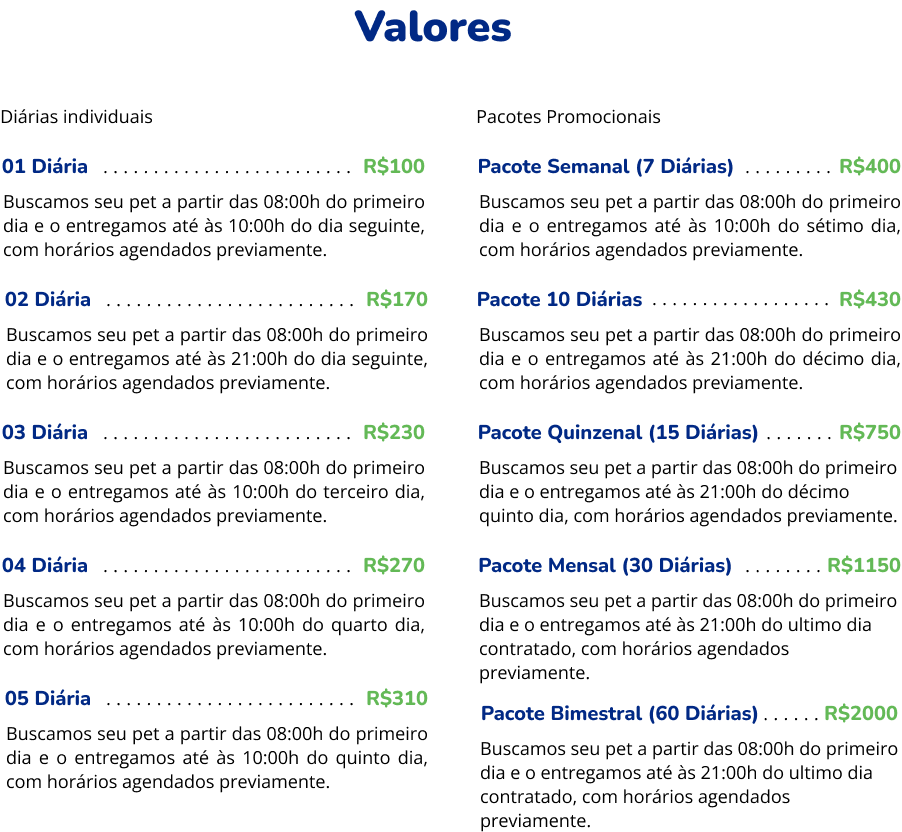 Valores
Diárias individuais
01 Diária . . . . . . . . . . . . . . . . . . . . . . . . . R$100
Buscamos seu pet a partir das 08:00h do primeiro
dia e o entregamos até às 10:00h do dia seguinte,
com horários agendados previamente.
02 Diária . . . . . . . . . . . . . . . . . . . . . . . . . R$170
Buscamos seu pet a partir das 08:00h do primeiro
dia e o entregamos até às 21:00h do dia seguinte,
com horários agendados previamente.
03 Diária . . . . . . . . . . . . . . . . . . . . . . . . . R$230
Buscamos seu pet a partir das 08:00h do primeiro
dia e o entregamos até às 10:00h do terceiro dia,
com horários agendados previamente.
04 Diária . . . . . . . . . . . . . . . . . . . . . . . . . R$270
Buscamos seu pet a partir das 08:00h do primeiro
dia e o entregamos até às 10:00h do quarto dia,
com horários agendados previamente.
05 Diária . . . . . . . . . . . . . . . . . . . . . . . . . R$310
Buscamos seu pet a partir das 08:00h do primeiro
dia e o entregamos até às 10:00h do quinto dia,
com horários agendados previamente.
Pacotes Promocionais
Pacote Semanal (7 Diárias) . . . . . . . . . R$400
Buscamos seu pet a partir das 08:00h do primeiro
dia e o entregamos até às 10:00h do sétimo dia,
com horários agendados previamente.
Pacote 10 Diárias . . . . . . . . . . . . . . . . . . R$430
Buscamos seu pet a partir das 08:00h do primeiro
dia e o entregamos até às 21:00h do décimo dia,
com horários agendados previamente.
Pacote Quinzenal (15 Diárias) . . . . . . . R$750
Buscamos seu pet a partir das 08:00h do primeiro
dia e o entregamos até às 21:00h do décimo
quinto dia, com horários agendados previamente.
Pacote Mensal (30 Diárias) . . . . . . . . R$1150
Buscamos seu pet a partir das 08:00h do primeiro
dia e o entregamos até às 21:00h do ultimo dia
contratado, com horários agendados
previamente.
Pacote Bimestral (60 Diárias) . . . . . . R$2000
Buscamos seu pet a partir das 08:00h do primeiro
dia e o entregamos até às 21:00h do ultimo dia
contratado, com horários agendados
previamente.